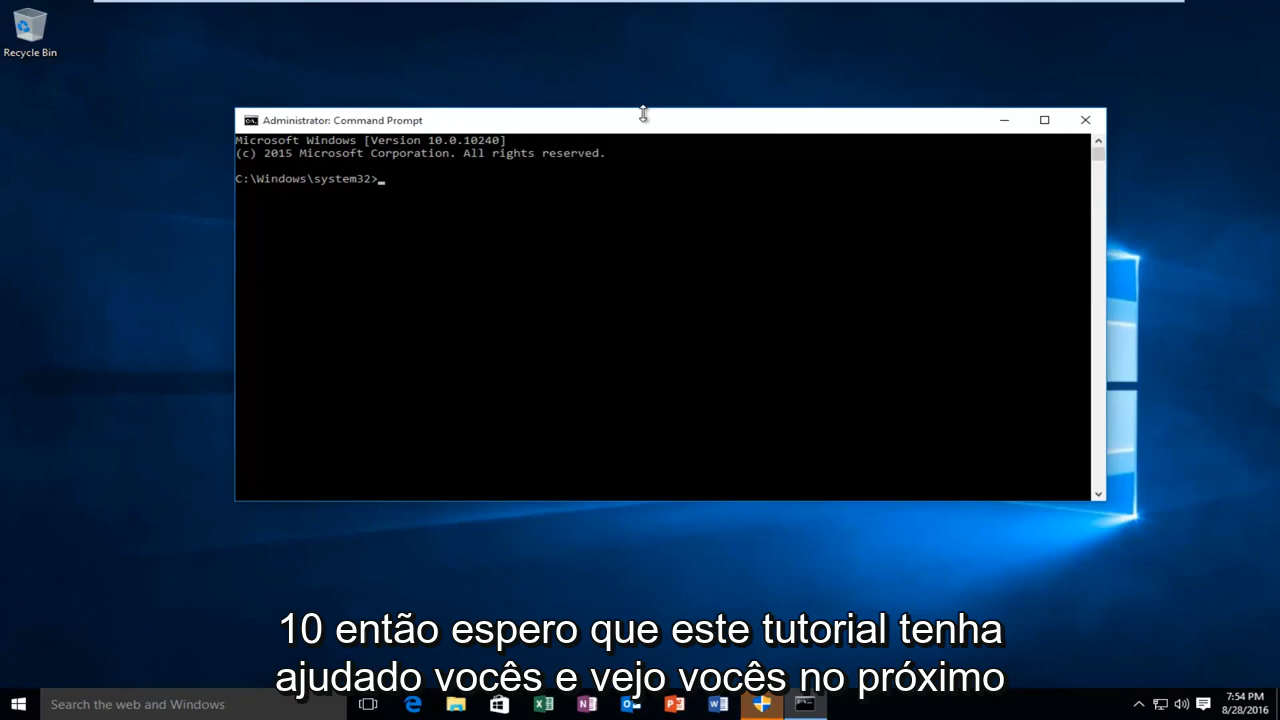 Recycle Bin
Administrator: Command Prompt
Microsoft Windows [Version 10.0.10240]
(c) 2015 Microsoft Corporation. All rights reserved.
C:\Windows\system32>_
10 então espero que este tutorial tenha
ajudado vocês e vejo vocês no próximo
Search the web and Windows
7:54 PM
8/28/2016